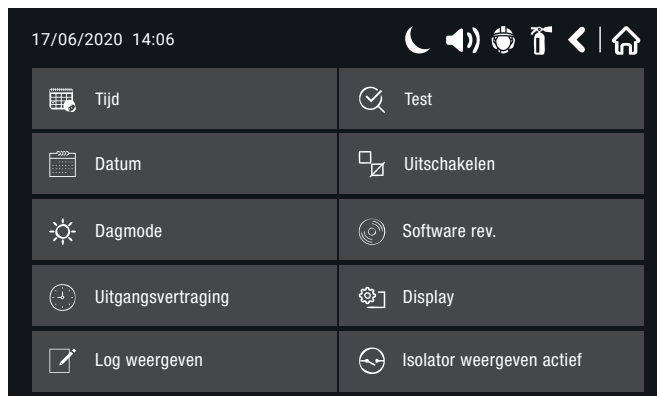 17/06/2020 14:06
Tijd
Test
Datum
Uitschakelen
Dagmode
Software rev.
Uitgangsvertraging
Display
Log weergeven
Isolator weergeven actief